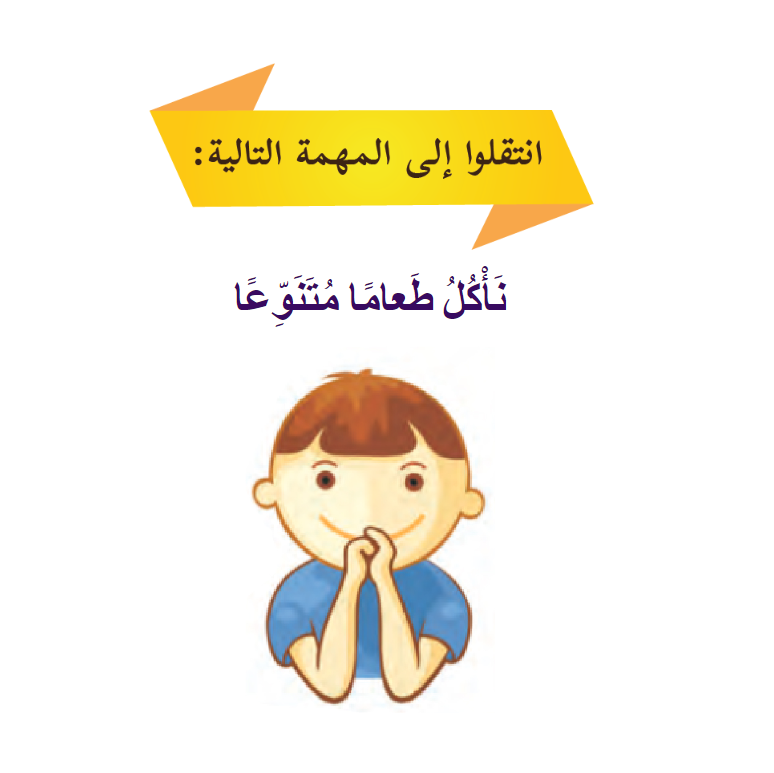 انتقلوا إلى المهمة التالية:
نَأْكُلُ طَعامًا مُتَنَوِّعًا